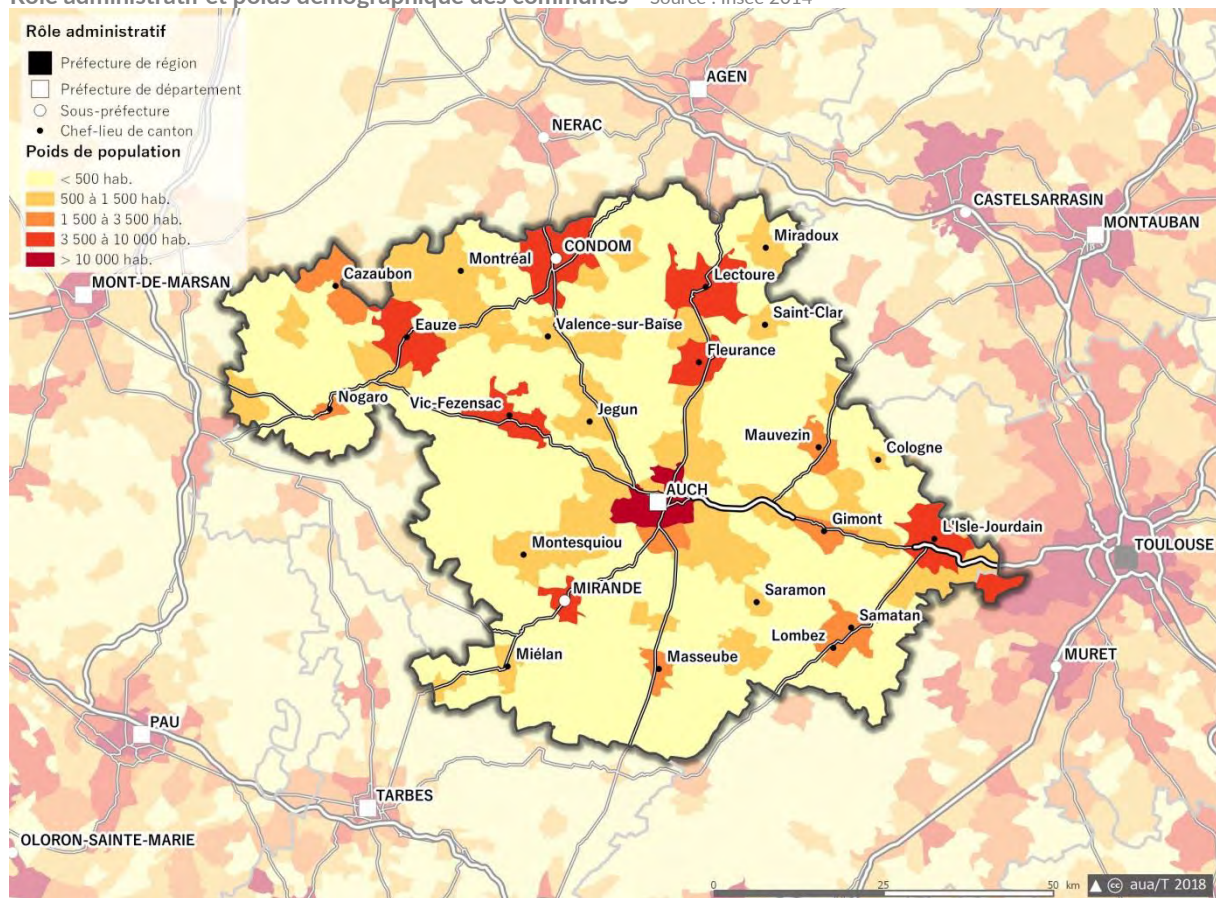 Rôle administratif et poids démographique des communes - Source : Insee 2014
Rôle administratif
Préfecture de région
Préfecture de département
Sous-préfecture
Chef-lieu de canton
Poids de population
< 500 hab.
500 à 1 500 hab.
1 500 à 3 500 hab.
3 500 à 10 000 hab.
> 10 000 hab.
AGEN
NERAC
CASTELSARRASIN
MONTAUBAN
MONT-DE-MARSAN
Cazaubon
Montréal
CONDOM
Miradoux
Lectoure
Eauze
Valence-sur-Baïse
Saint-Clar
Fleurance
Nogaro
Vic-Fezensac
Jegun
Mauvezin
Cologne
AUCH
Gimont
L'Isle-Jourdain
TOULOUSE
Montesquiou
MIRANDE
Saramon
Samatan
Lombez
Miélan
Masseube
MURET
PAU
TARBES
OLORON-SAINTE-MARIE
0 25 50 km
cc aua/T 2018